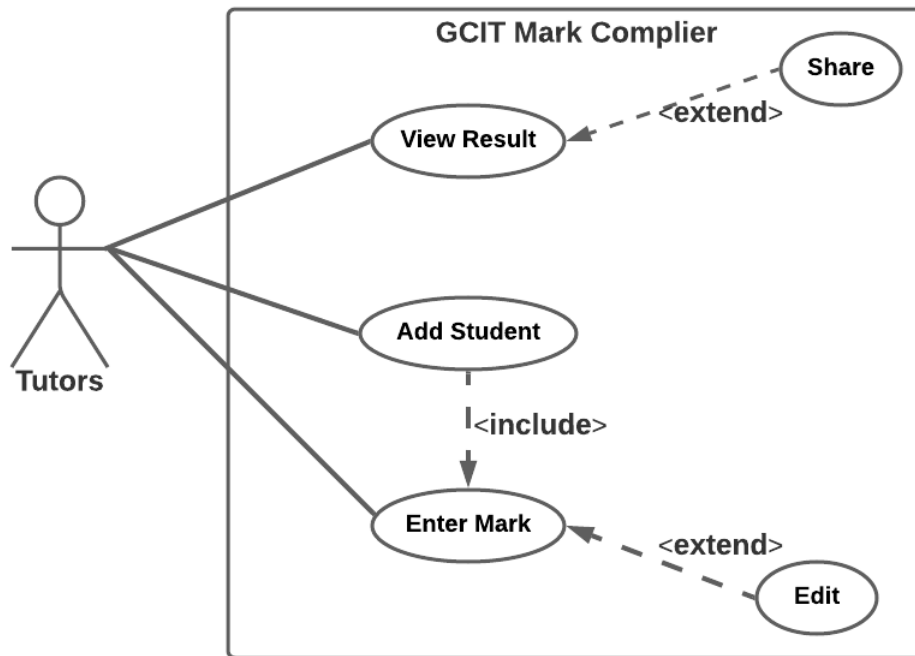 GCIT Mark Complier
Share
<extend>
View Result
Add Student
Tutors
<include>
Enter Mark
<extend>
Edit